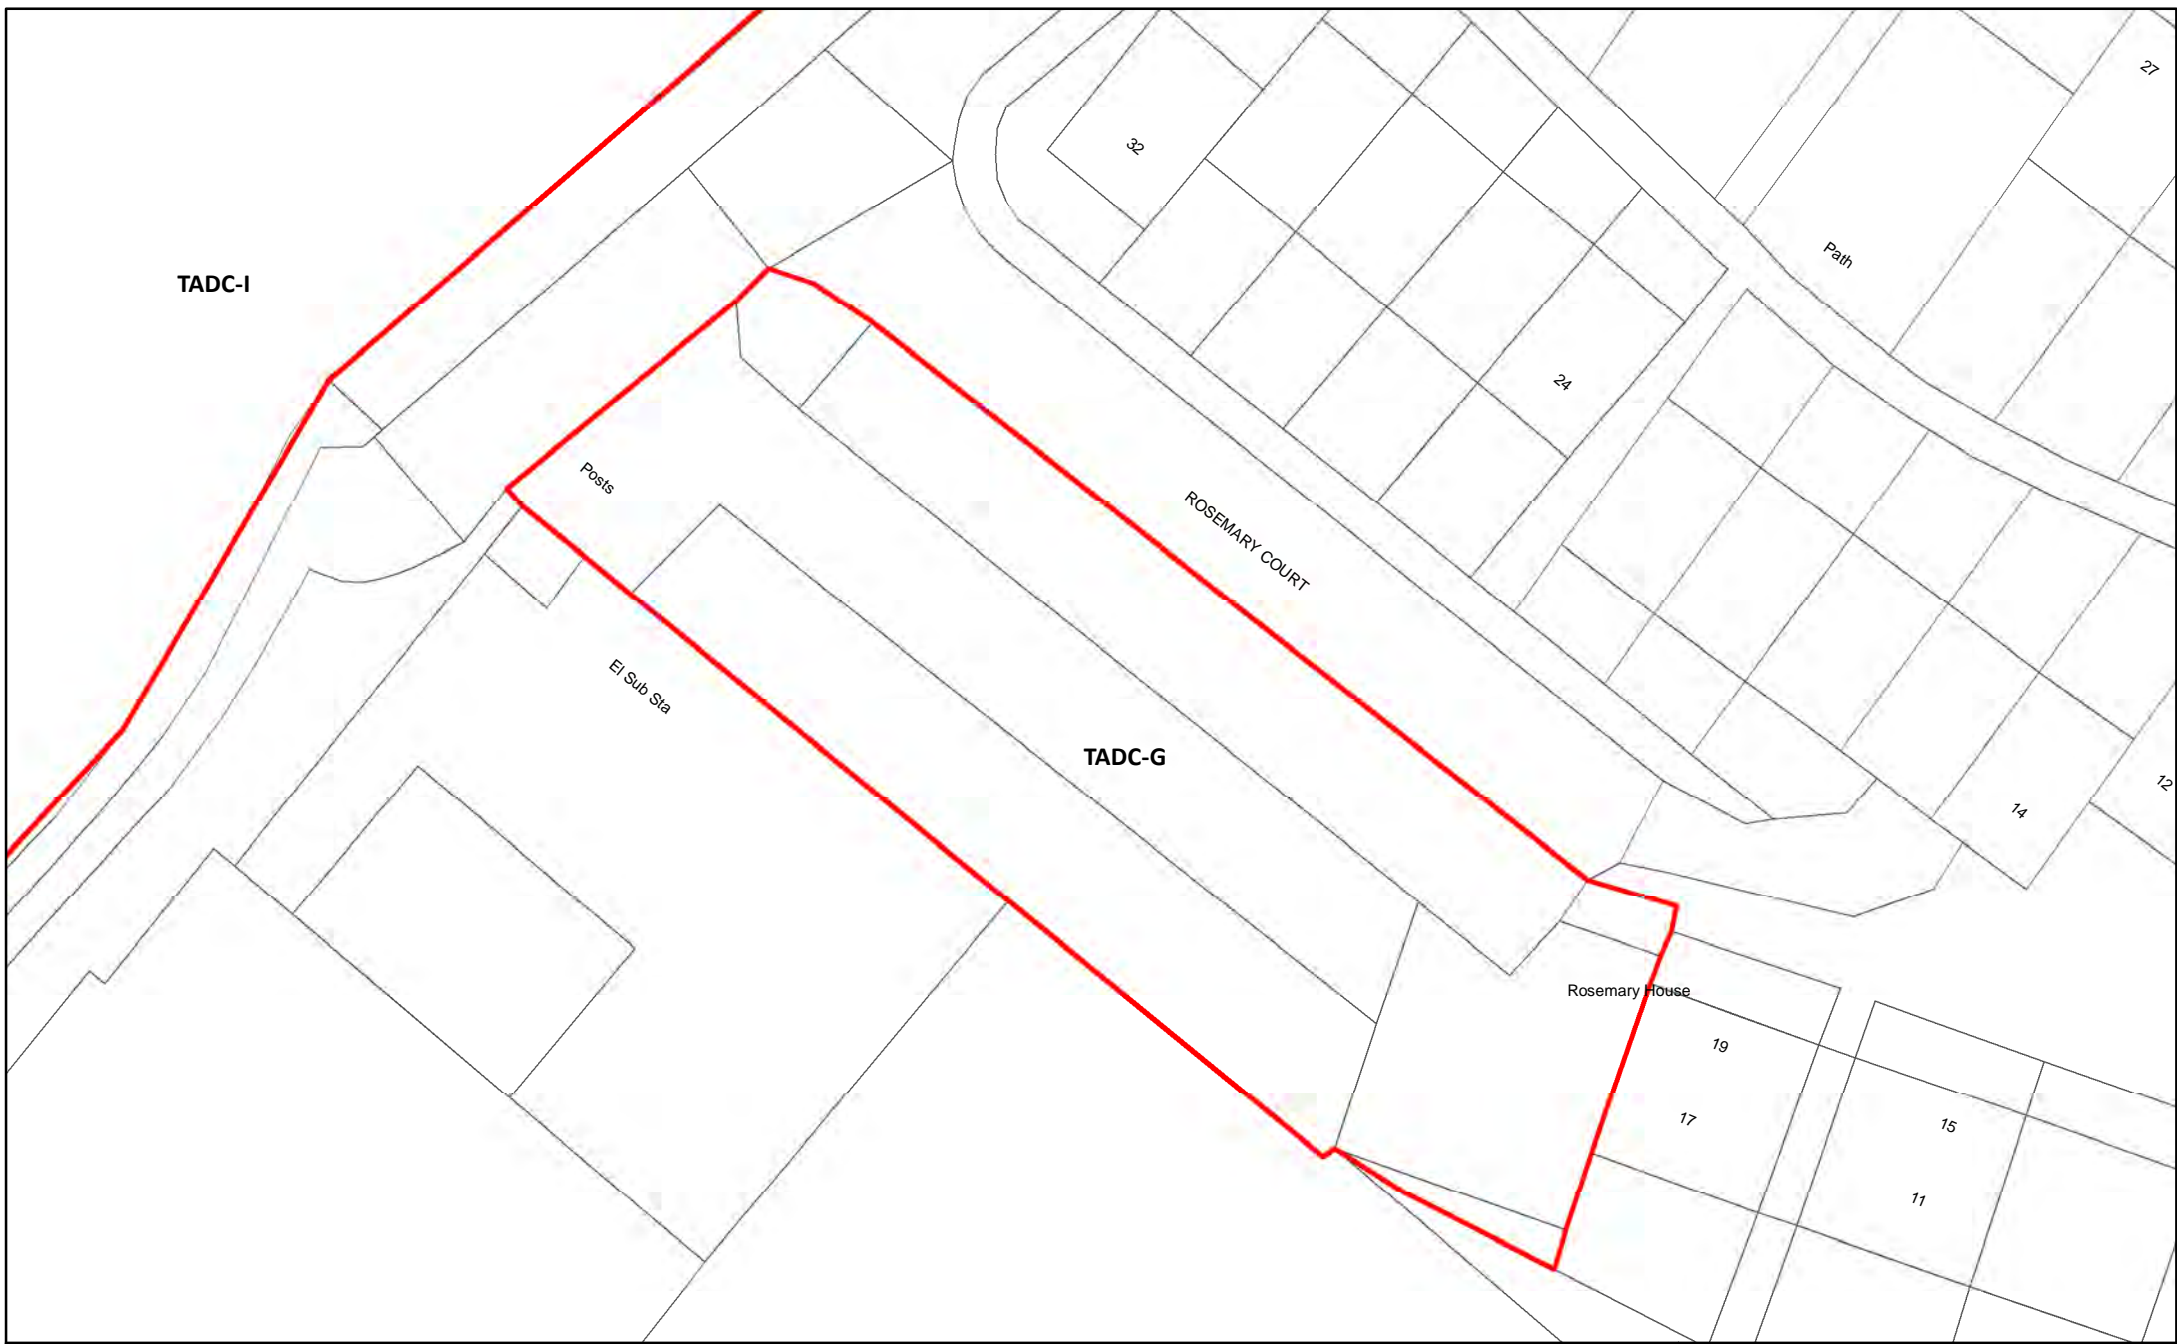 27
32
Path
TADC-I
24
Posts
ROSEMARY COURT
El Sub Sta
TADC-G
12
14
Rosemary House
19
17
15
11